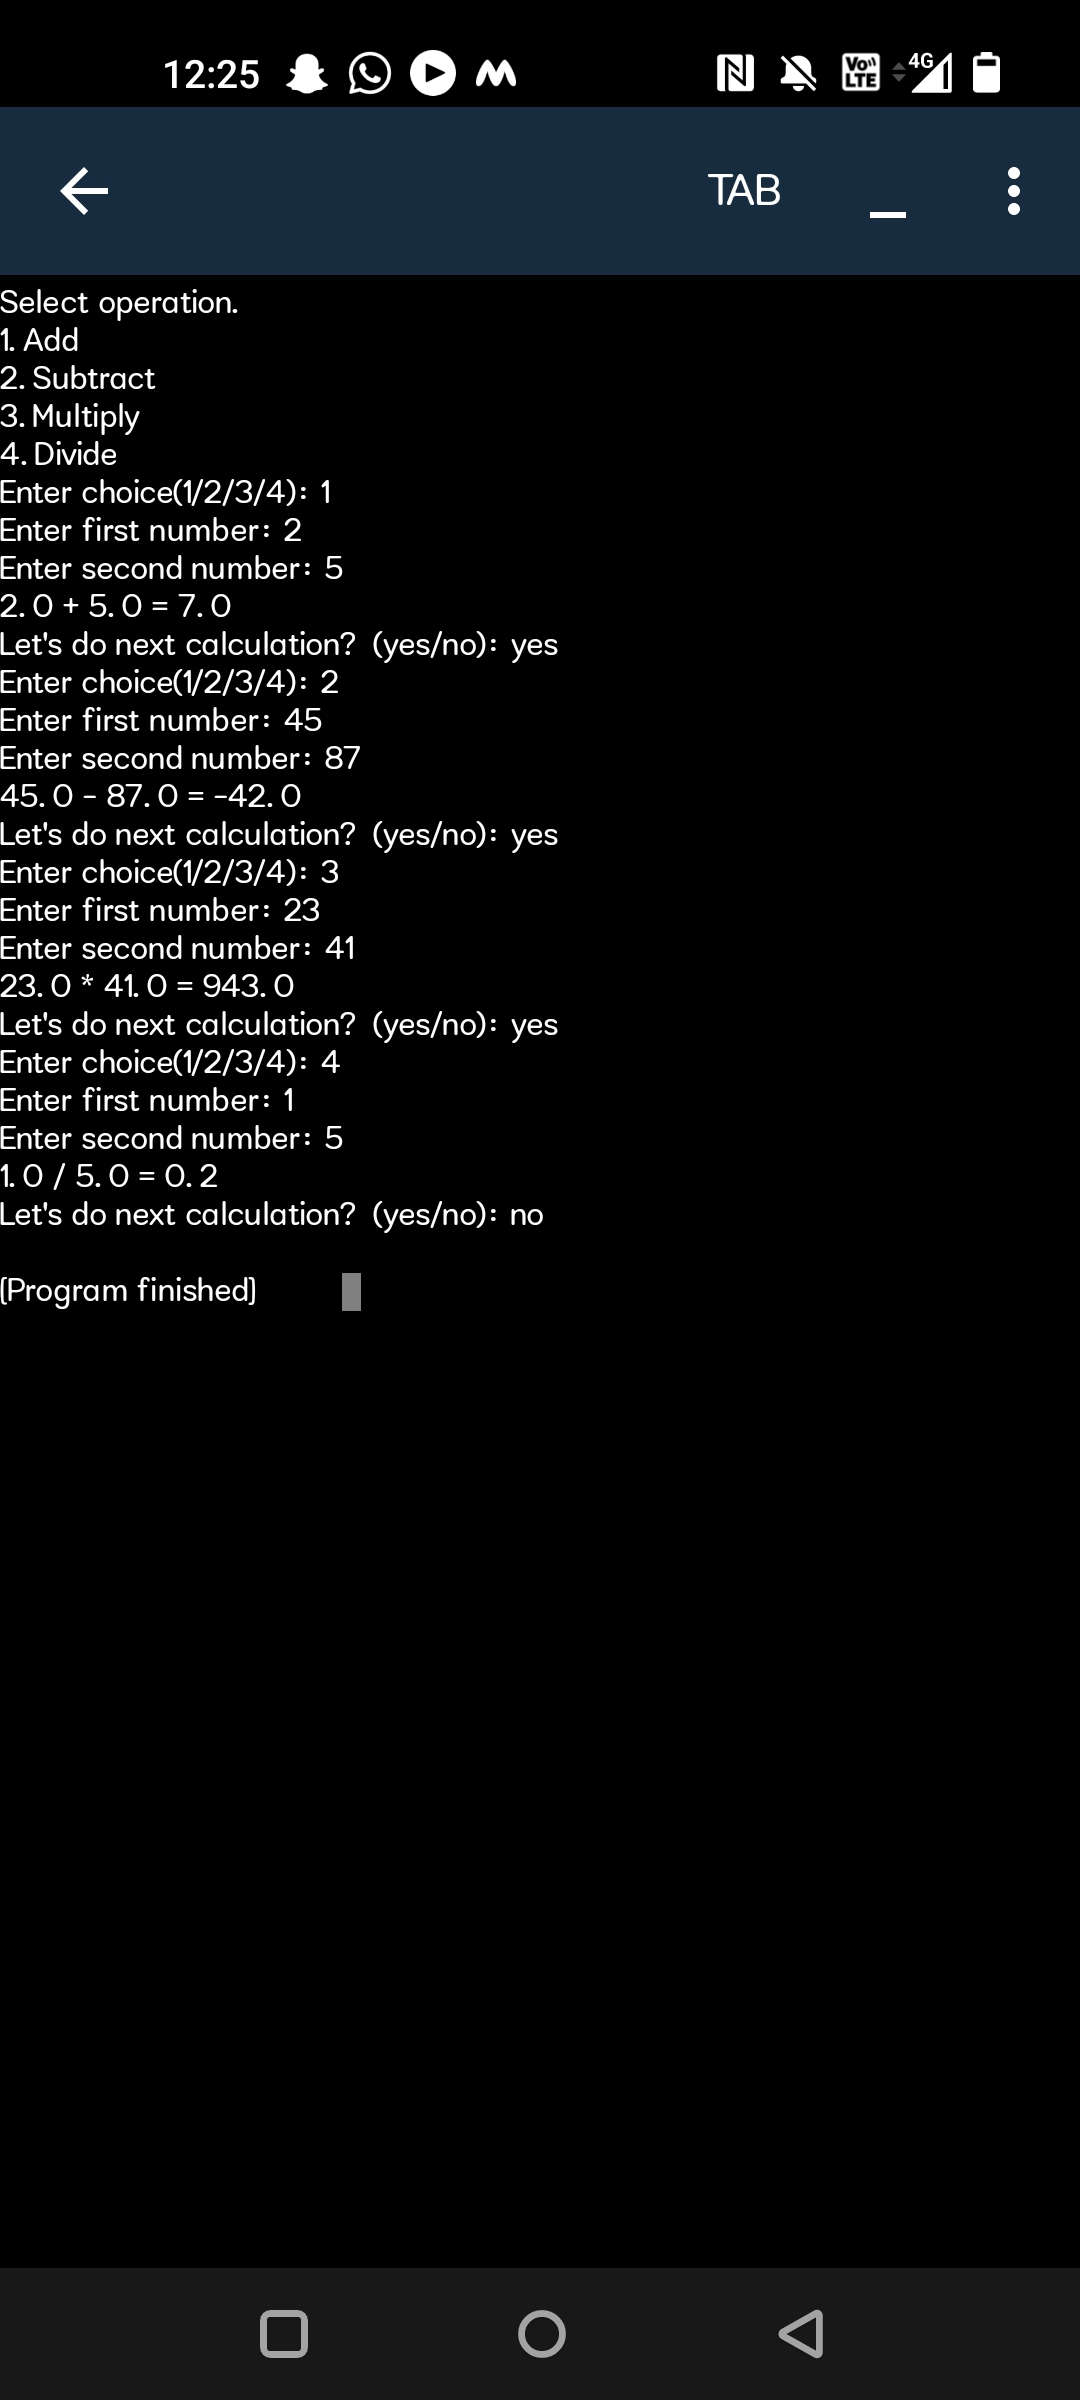 12:25
Vo)) LTE 4G
TAB
Select operation.
1. Add
2. Subtract
3. Multiply
4. Divide
Enter choice(1/2/3/4): 1
Enter first number: 2
Enter second number: 5
2.0 + 5.0 = 7.0
Let's do next calculation? (yes/no): yes
Enter choice(1/2/3/4): 2
Enter first number: 45
Enter second number: 87
45.0 - 87.0 = -42.0
Let's do next calculation? (yes/no): yes
Enter choice(1/2/3/4): 3
Enter first number: 23
Enter second number: 41
23.0 * 41.0 = 943.0
Let's do next calculation? (yes/no): yes
Enter choice(1/2/3/4): 4
Enter first number: 1
Enter second number: 5
1.0 / 5.0 = 0.2
Let's do next calculation? (yes/no): no
[Program finished]